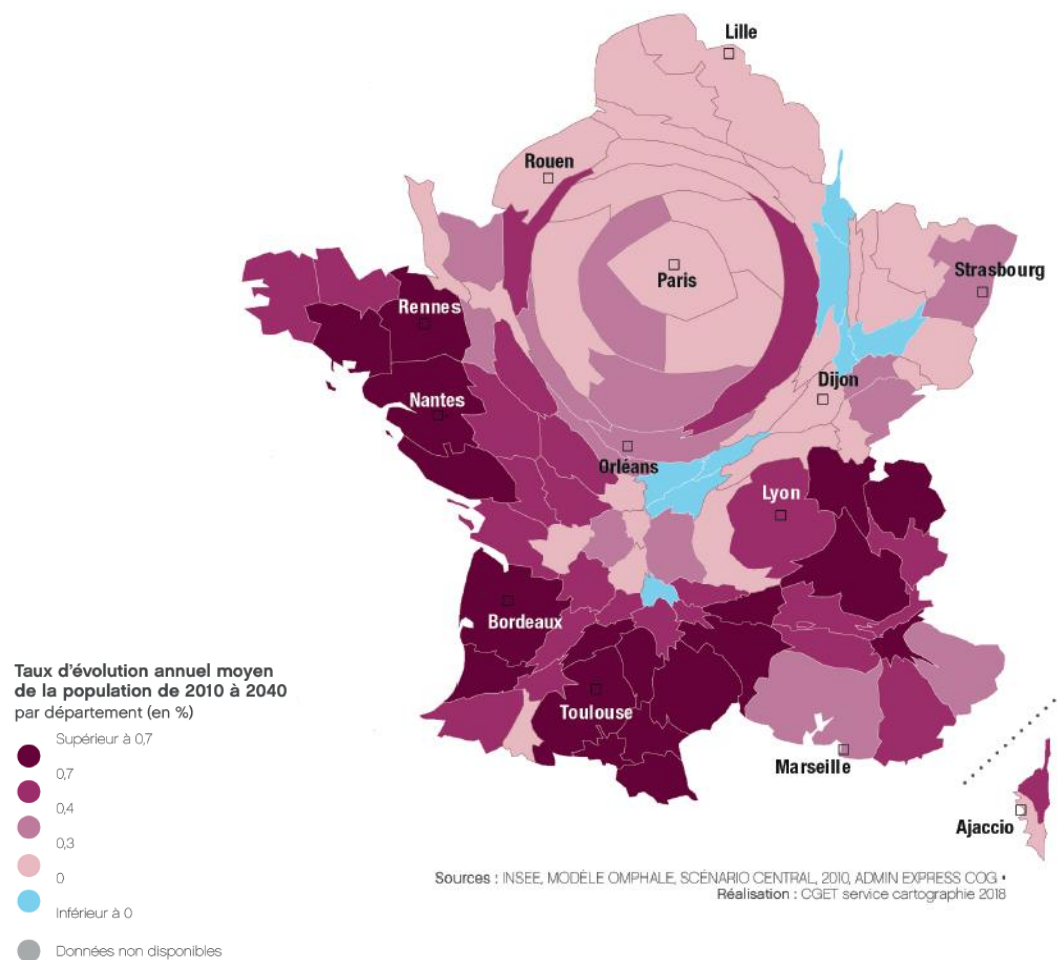 Lille
Rouen
Strasbourg
Paris
Rennes
Dijon
Nantes
Orléans
Lyon
Bordeaux
Toulouse
Marseille
Ajaccio
Taux d'évolution annuel moyen
de la population de 2010 à 2040
par département (en %)
Supérieur à 0,7
0,7
0,4
0,3
0
Inférieur à 0
Données non disponibles
Sources : INSEE, MODÈLE OMPHALE, SCÉNARIO CENTRAL, 2010, ADMIN EXPRESS COG •
Réalisation : CGET service cartographie 2018